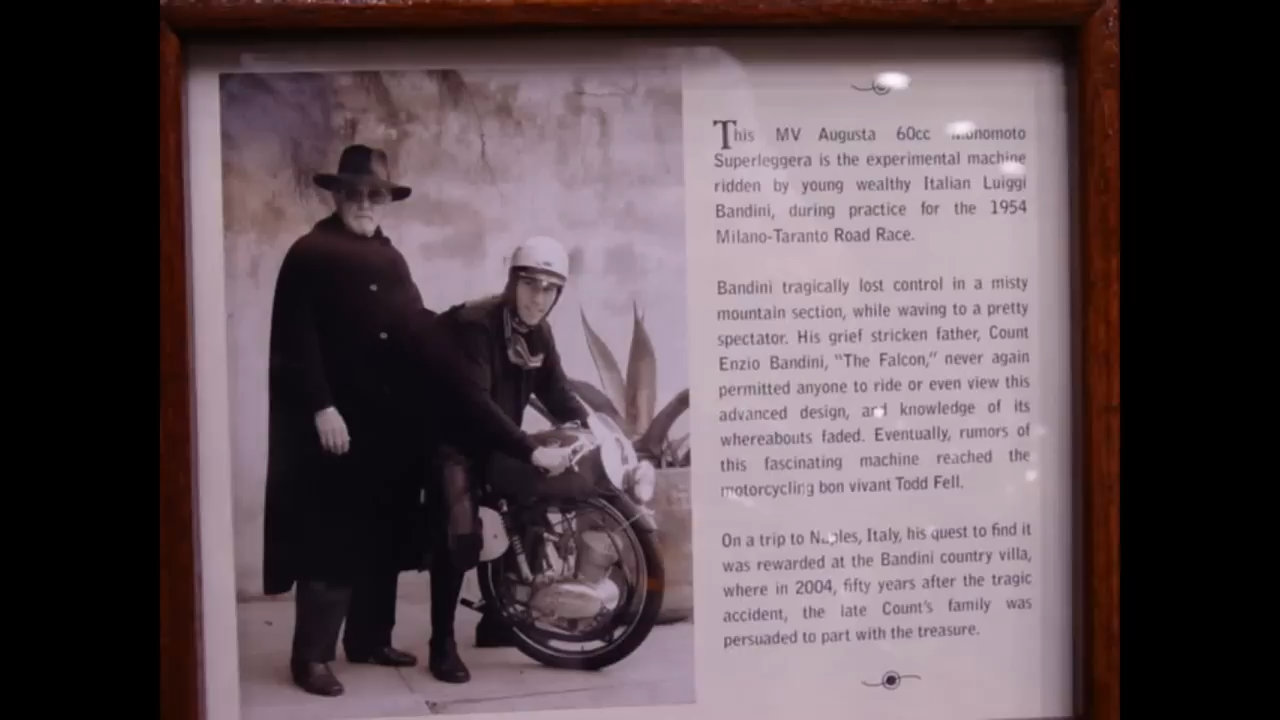 This MV Augusta 60cc Monomoto
Superleggera is the experimental machine
ridden by young wealthy Italian Luiggi
Bandini, during practice for the 1954
Milano-Taranto Road Race.
Bandini tragically lost control in a misty
mountain section, while waving to a pretty
spectator. His grief stricken father, Count
Enzio Bandini, “The Falcon,” never again
permitted anyone to ride or even view this
advanced design, and knowledge of its
whereabouts faded. Eventually, rumors of
this fascinating machine reached the
motorcycling bon vivant Todd Fell.
On a trip to Naples, Italy, his quest to find it
was rewarded at the Bandini country villa,
where in 2004, fifty years after the tragic
accident, the late Count's family was
persuaded to part with the treasure.